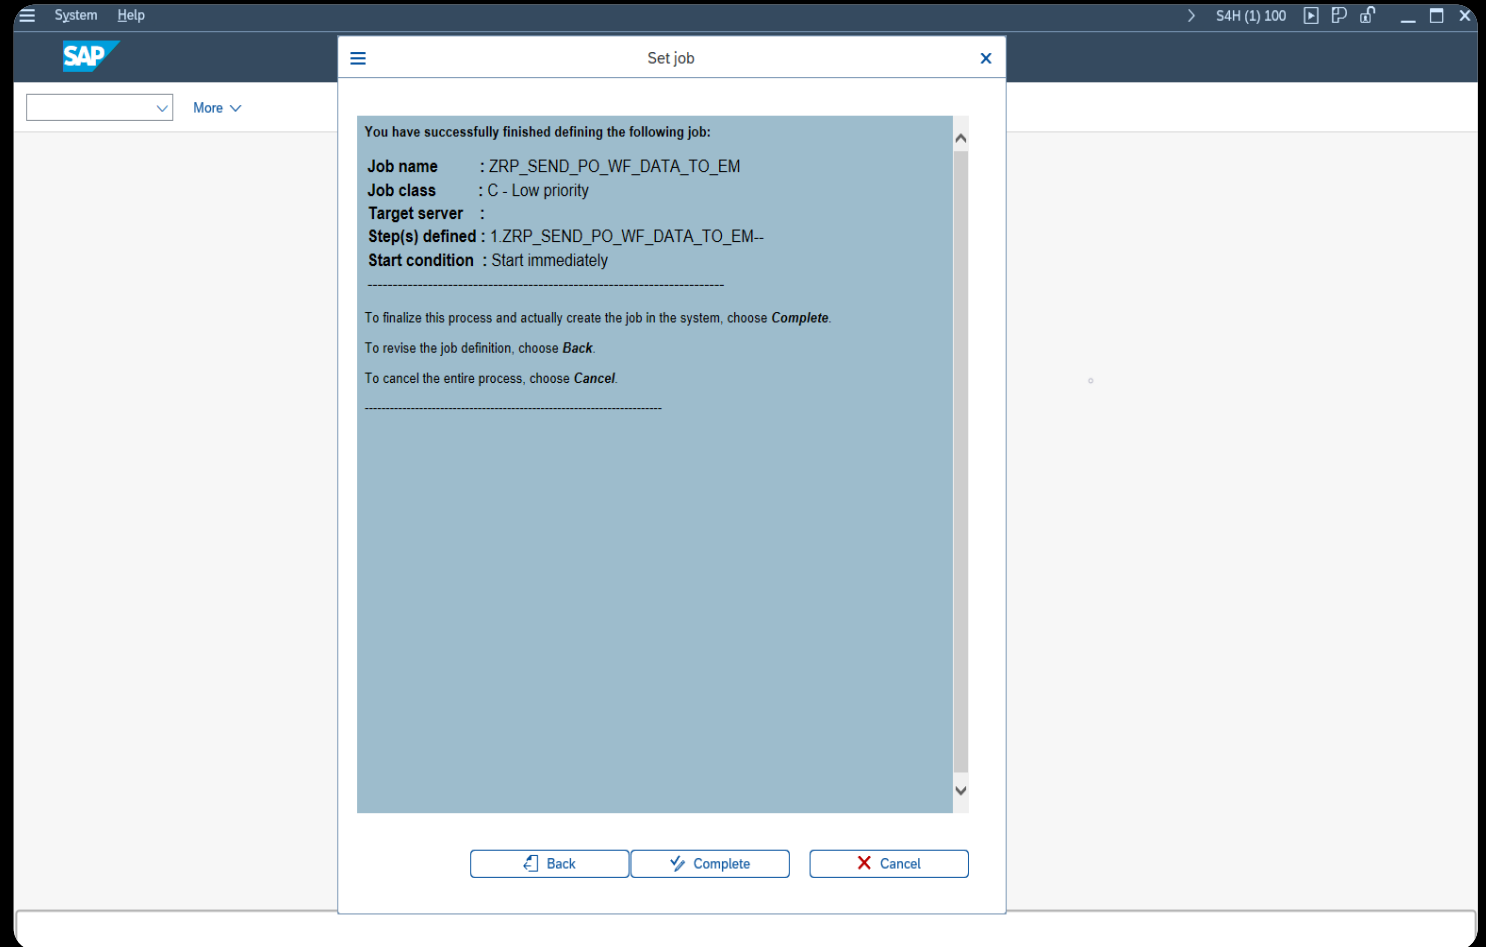 System Help
S4H (1) 100
SAP
Set job
More
You have successfully finished defining the following job:
Job name : ZRP_SEND_PO_WF_DATA_TO_EM
Job class : C - Low priority
Target server :
Step(s) defined : 1.ZRP_SEND_PO_WF_DATA_TO_EM--
Start condition : Start immediately
------------------------------------------------------------------------
To finalize this process and actually create the job in the system, choose Complete.
To revise the job definition, choose Back.
To cancel the entire process, choose Cancel.
------------------------------------------------------------------------
Back Complete Cancel